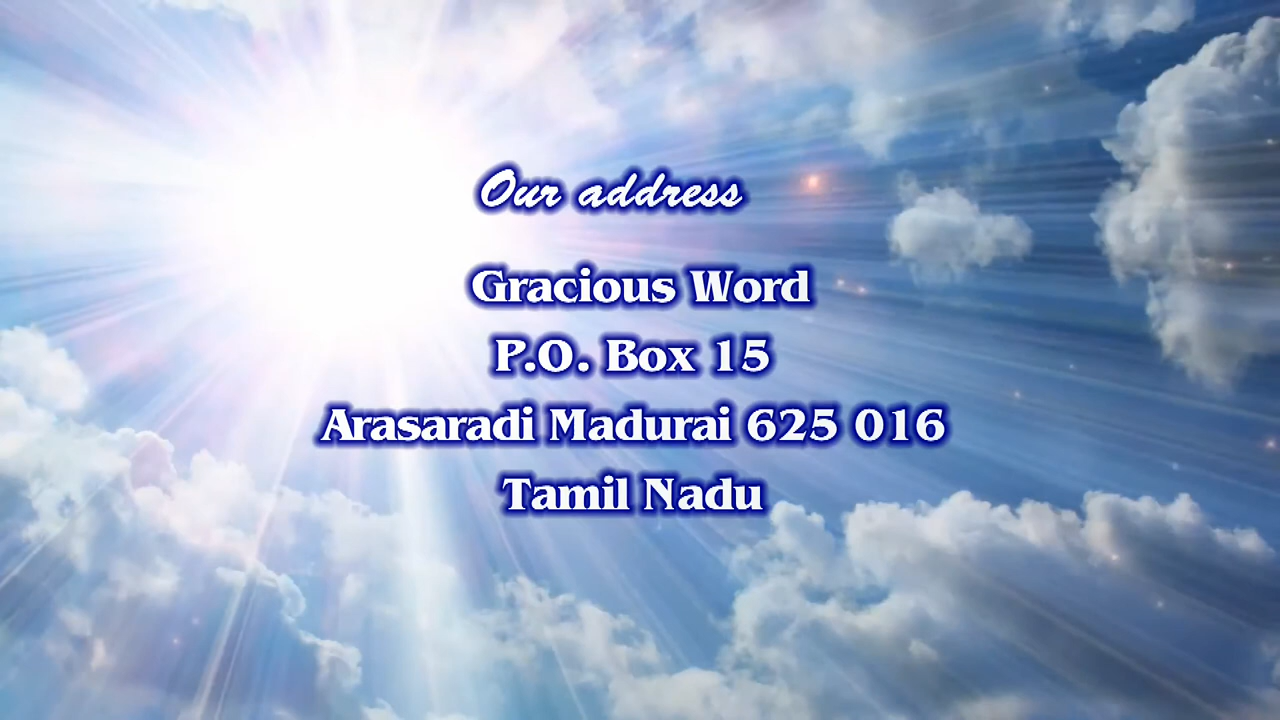 Our address
Gracious Word
P.O. Box 15
Arasaradi Madurai 625 016
Tamil Nadu